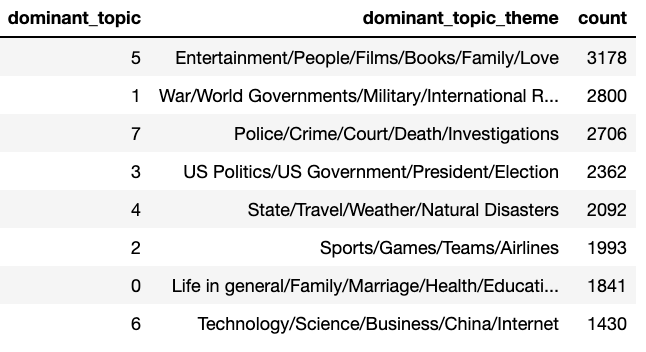 dominant_topic dominant_topic_theme count
5 Entertainment/People/Films/Books/Family/Love 3178
1 War/World Governments/Military/International R... 2800
7 Police/Crime/Court/Death/Investigations 2706
3 US Politics/US Government/President/Election 2362
4 State/Travel/Weather/Natural Disasters 2092
2 Sports/Games/Teams/Airlines 1993
0 Life in general/Family/Marriage/Health/Educati... 1841
6 Technology/Science/Business/China/Internet 1430